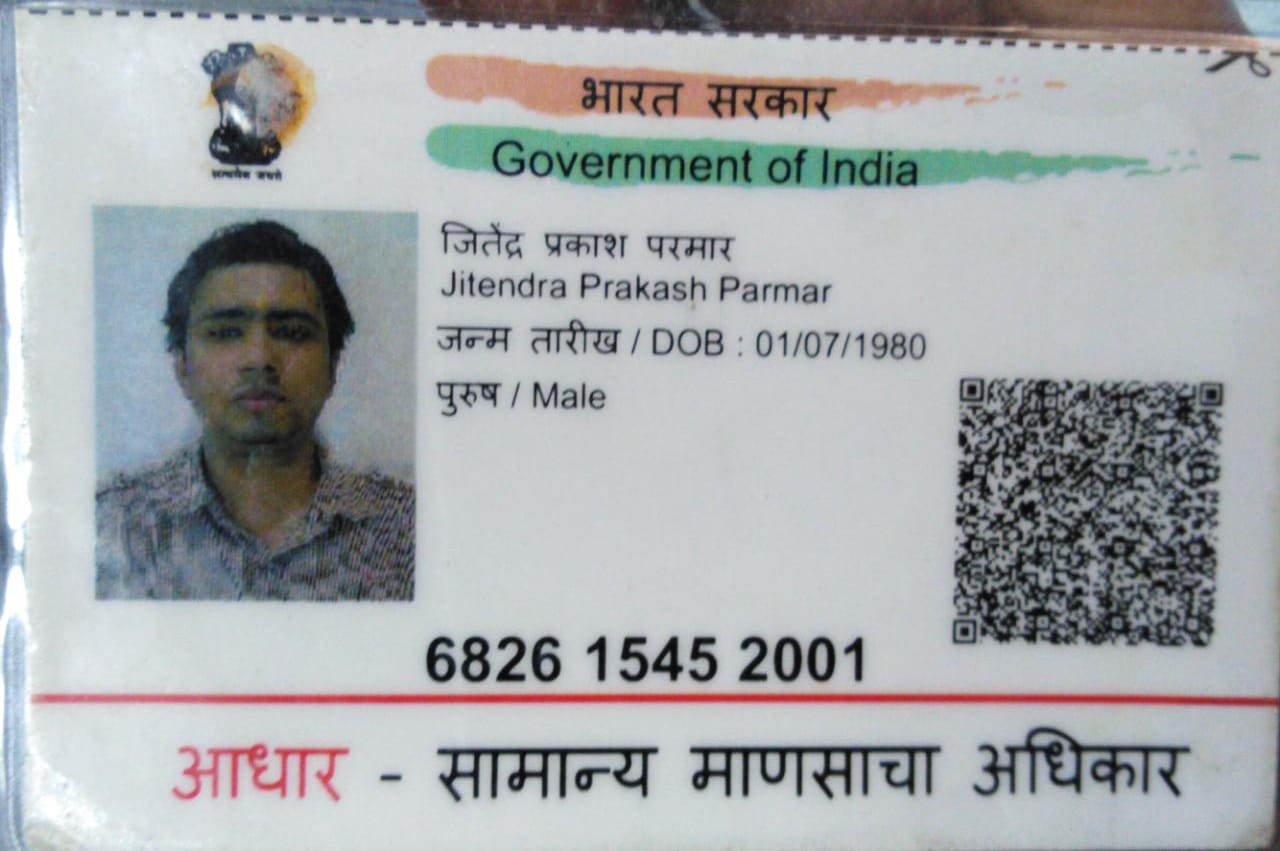 भारत सरकार
Government of India
सत्यमेव जयते
जितेंद्र प्रकाश परमार
Jitendra Prakash Parmar
जन्म तारीख / DOB : 01/07/1980
पुरुष / Male
6826 1545 2001
आधार - सामान्य माणसाचा अधिकार